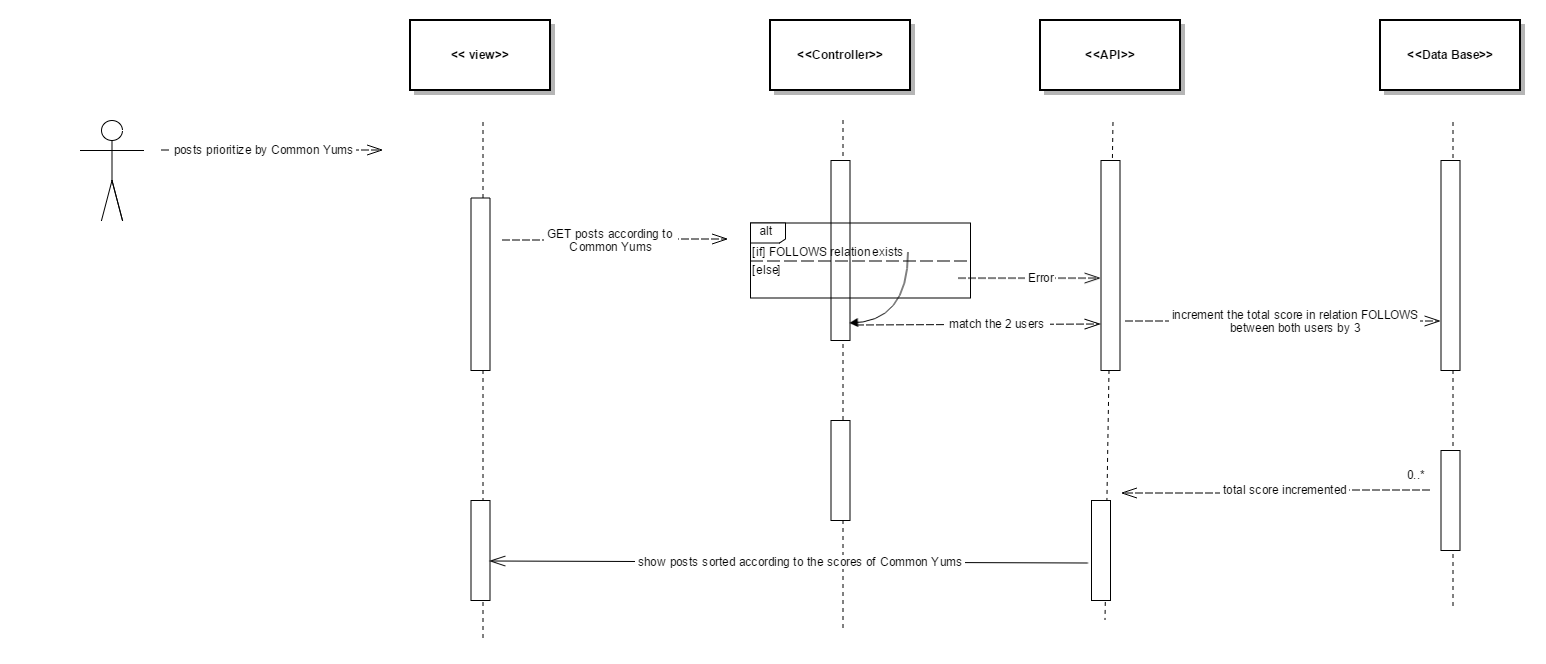 << view>>
<<Controller>>
<<API>>
<<Data Base>>
posts prioritize by Common Yums
GET posts according to
Common Yums
alt
[if] FOLLOWS relation exists
[else]
Error
match the 2 users
increment the total score in relation FOLLOWS
between both users by 3
0..*
total score incremented
show posts sorted according to the scores of Common Yums